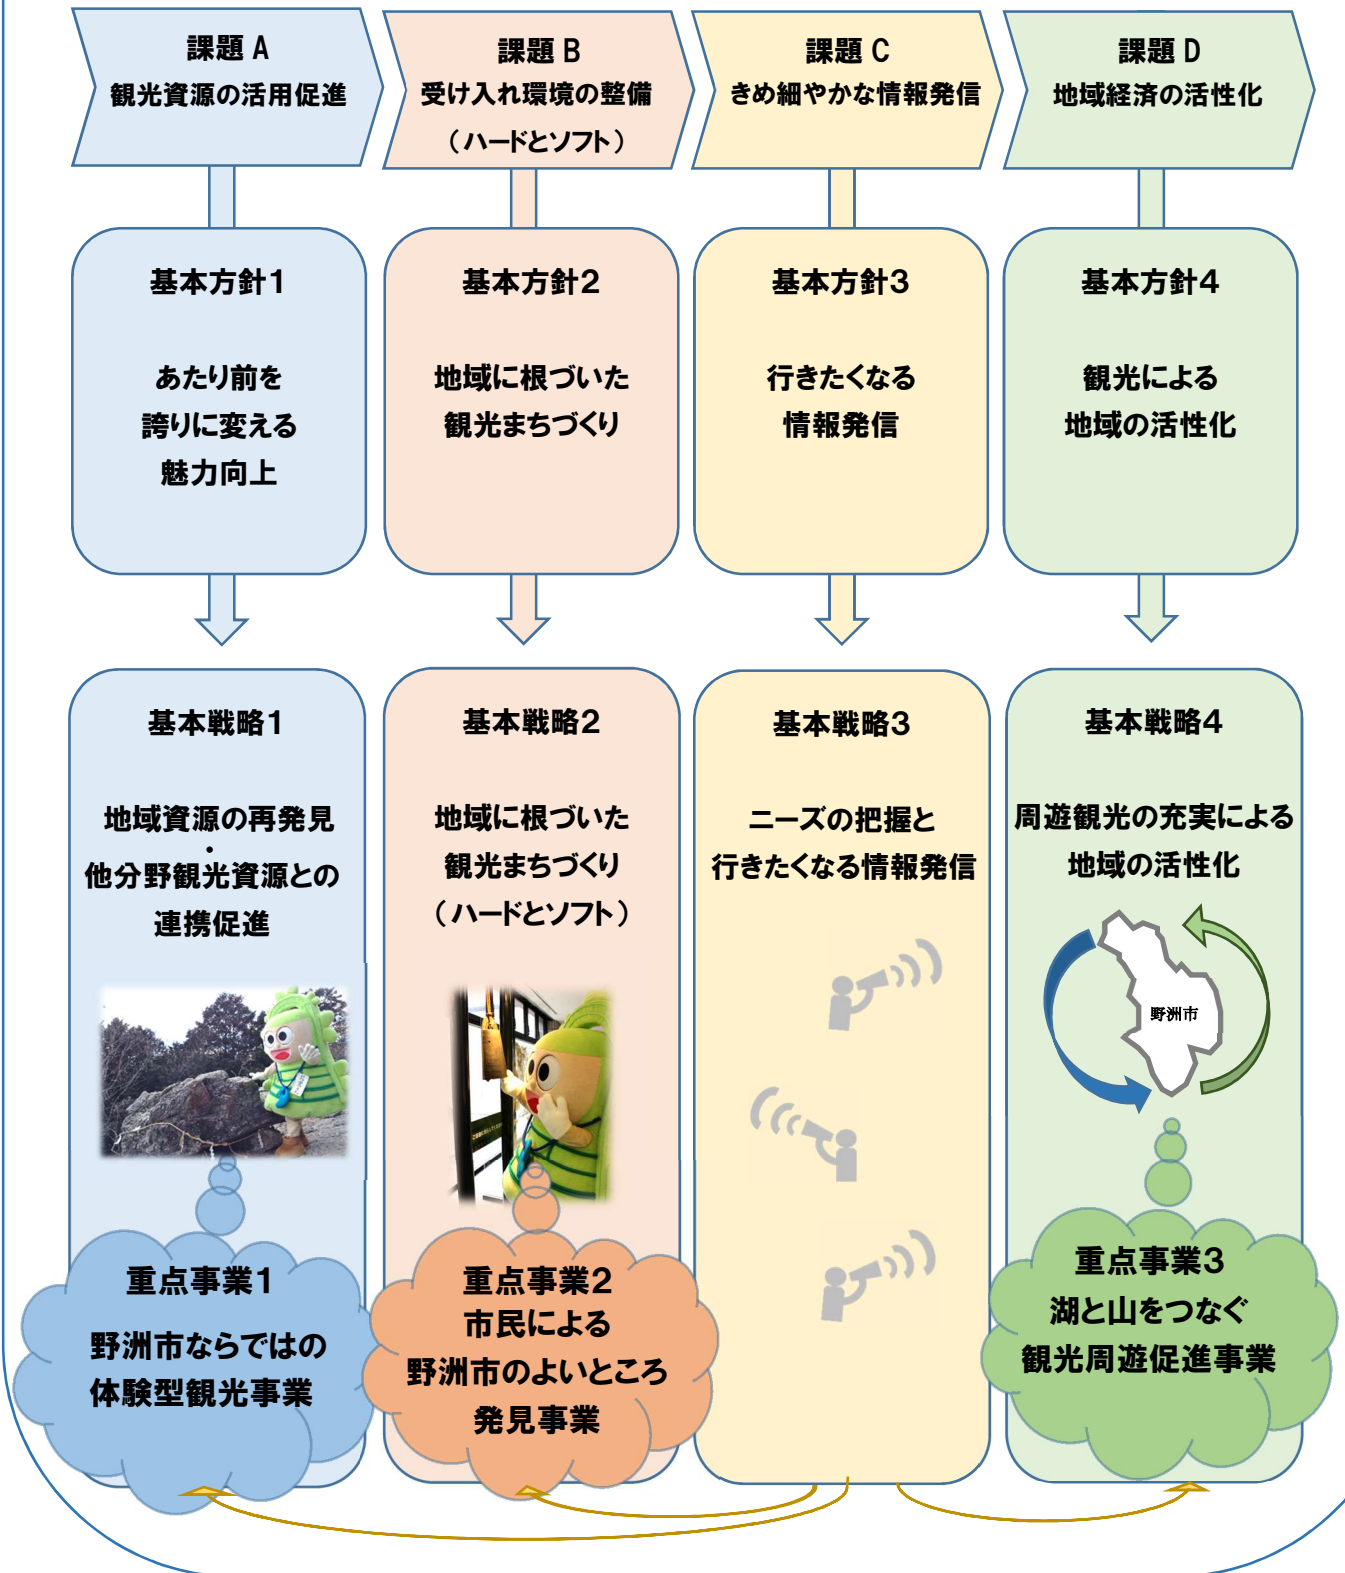 課題 A
観光資源の活用促進
課題 B
受け入れ環境の整備
（ハードとソフト）
課題 C
きめ細やかな情報発信
課題 D
地域経済の活性化
基本方針1
あたり前を
誇りに変える
魅力向上
基本方針2
地域に根づいた
観光まちづくり
基本方針3
行きたくなる
情報発信
基本方針4
観光による
地域の活性化
基本戦略1
地域資源の再発見
・
他分野観光資源との
連携促進
基本戦略2
地域に根づいた
観光まちづくり
（ハードとソフト）
基本戦略3
ニーズの把握と
行きたくなる情報発信
基本戦略4
周遊観光の充実による
地域の活性化
野洲市
重点事業1
野洲市ならではの
体験型観光事業
重点事業2
市民による
野洲市のよいところ
発見事業
重点事業3
湖と山をつなぐ
観光周遊促進事業